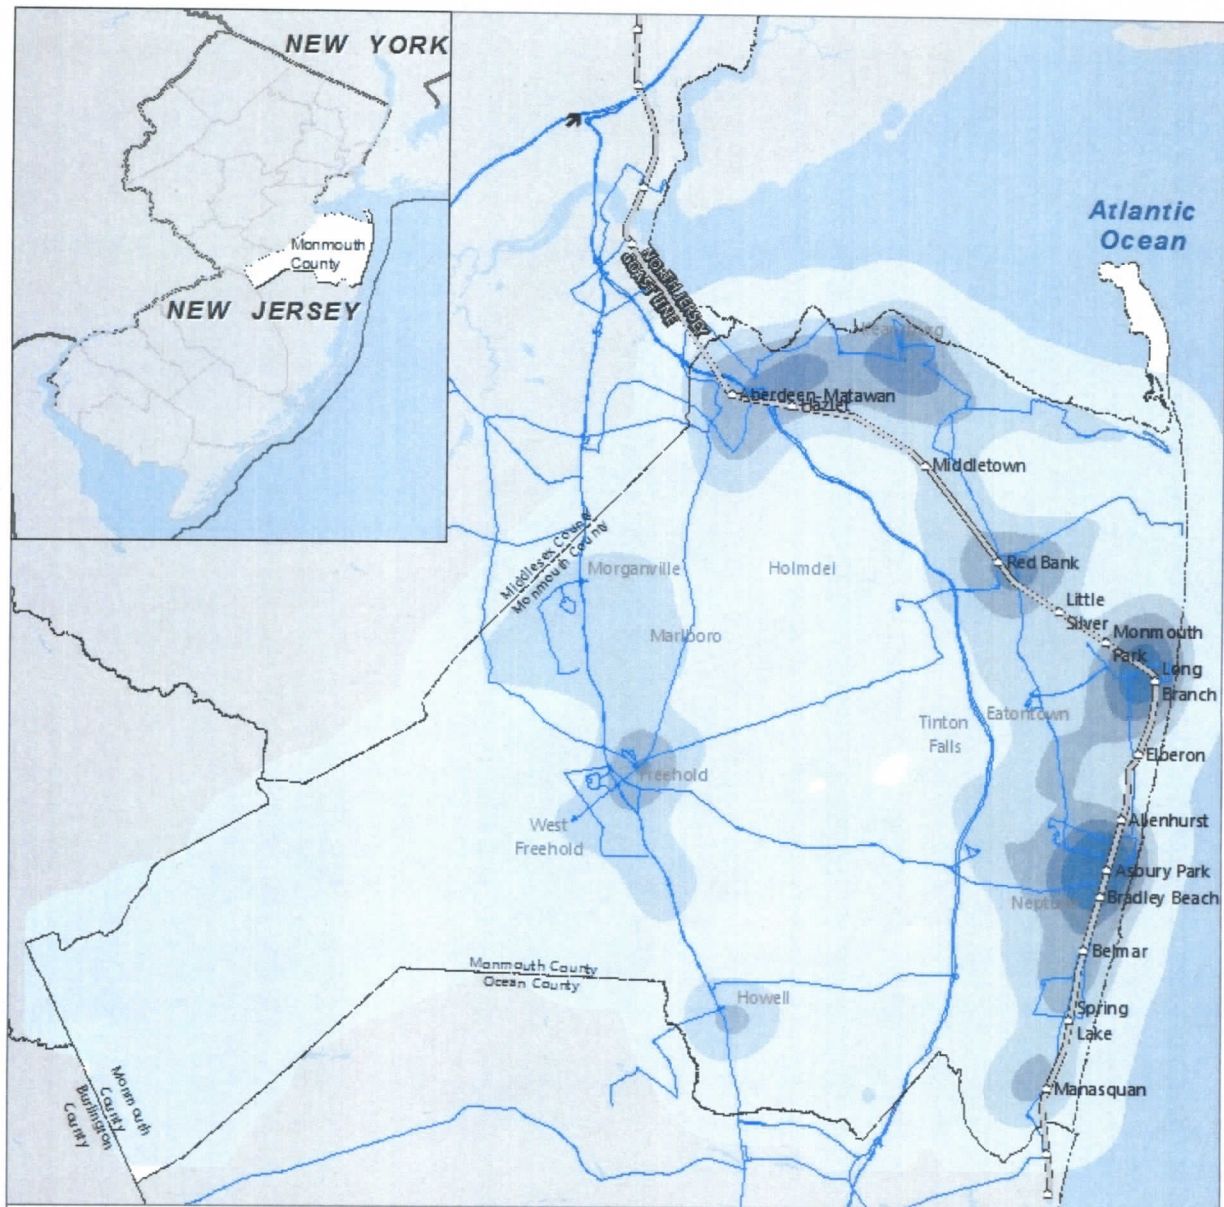 NEW YORK
Monmouth
County
NEW JERSEY
Atlantic
Ocean
NORTH JERSEY
COAST LINE
Aberdeen-Matawan
Hazlet
Middletown
Middlesex County
Monmouth County
Morganville
Holmdel
Red Bank
Little
Silver
Marlboro
Monmouth
Park
Long
Branch
Eatontown
Tinton
Falls
Elberon
Freehold
West
Freehold
Allenhurst
Asbury Park
Neptune
Bradley Beach
Belmar
Monmouth County
Ocean County
Howell
Spring
Lake
Manasquan
Monmouth
County
Burlington
County